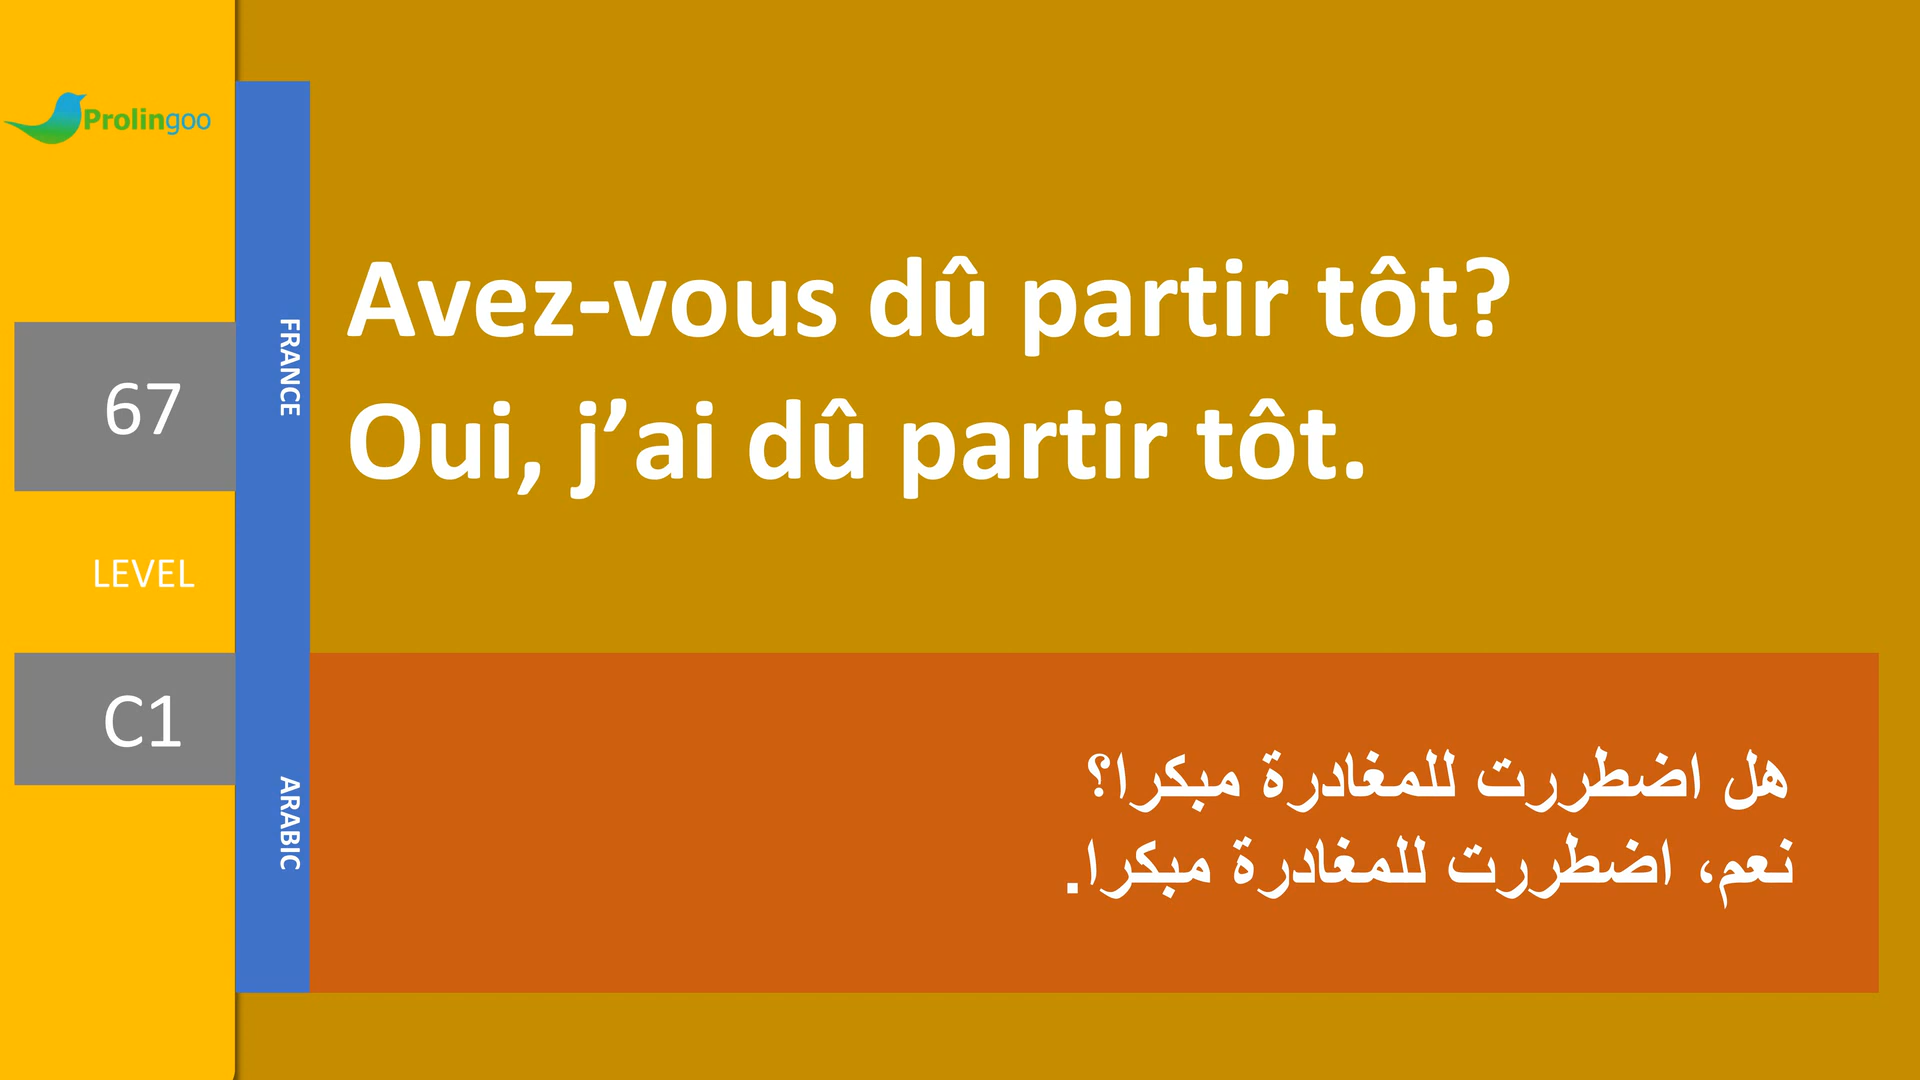 Prolingoo
67
LEVEL
C1
FRANCE
ARABIC
Avez-vous dû partir tôt?
Oui, j’ai dû partir tôt.
هل اضطررت للمغادرة مبكرا؟
نعم، اضطررت للمغادرة مبكرا.